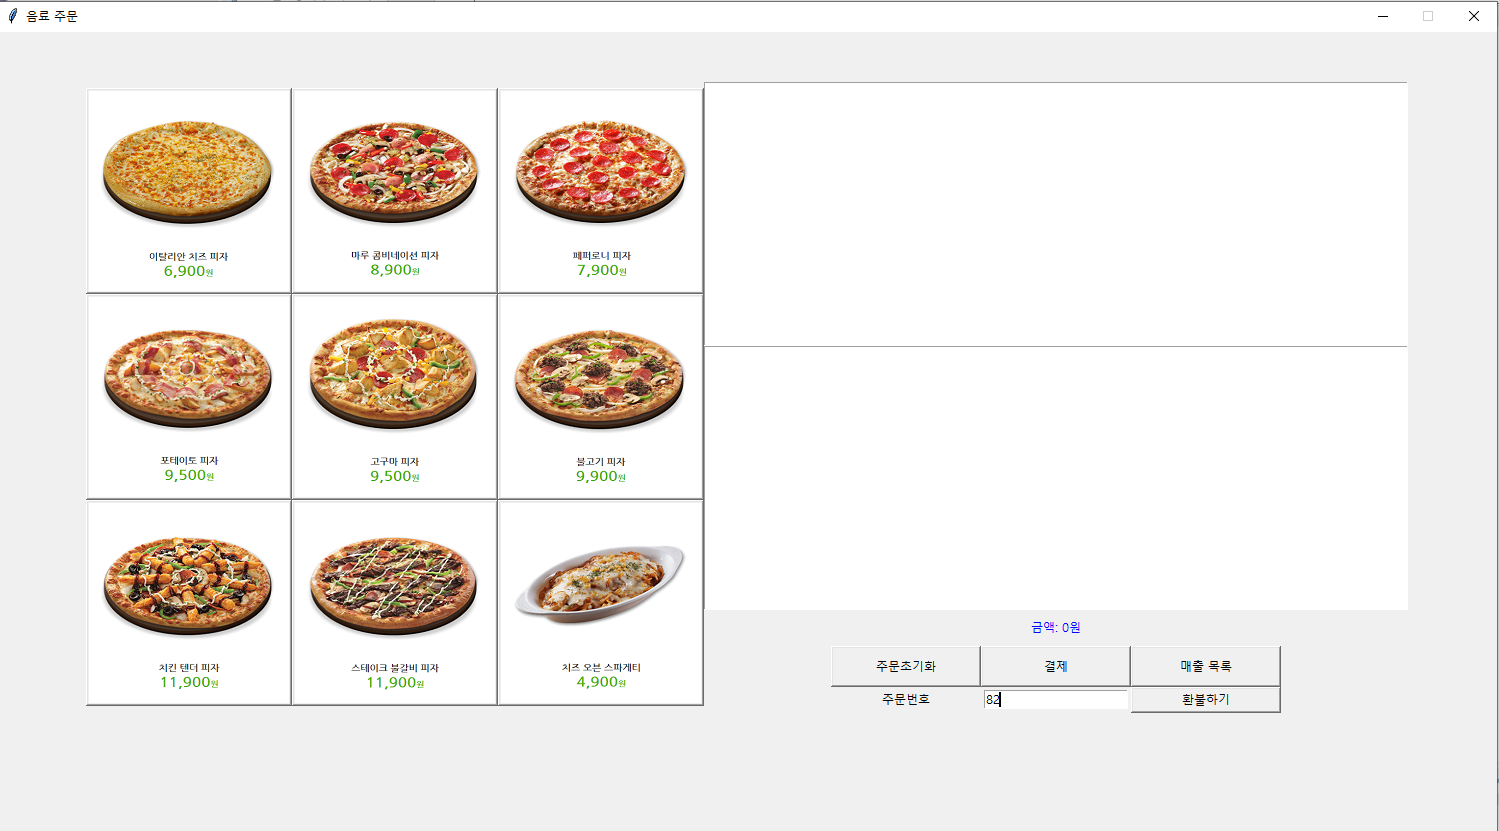 음료 주문
이탈리안 치즈 피자
6,900원
마루 콤비네이션 피자
8,900원
페퍼로니 피자
7,900원
포테이토 피자
9,500원
고구마 피자
9,500원
불고기 피자
9,900원
치킨 텐더 피자
11,900원
스테이크 불갈비 피자
11,900원
치즈 오븐 스파게티
4,900원
금액: 0원
주문초기화
결제
매출 목록
주문번호
82
환불하기